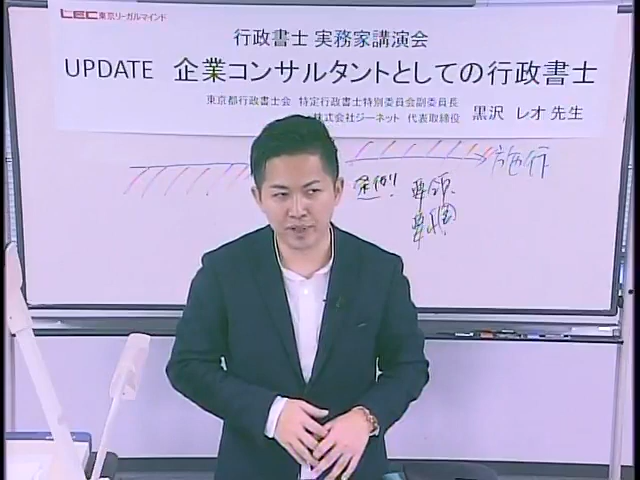 LEC東京リーガルマインド
行政書士 実務家講演会
UPDATE 企業コンサルタントとしての行政書士
東京都行政書士会 特定行政書士特別委員会副委員長
株式会社ジーネット 代表取締役 黒沢 レオ 先生
施行
要領